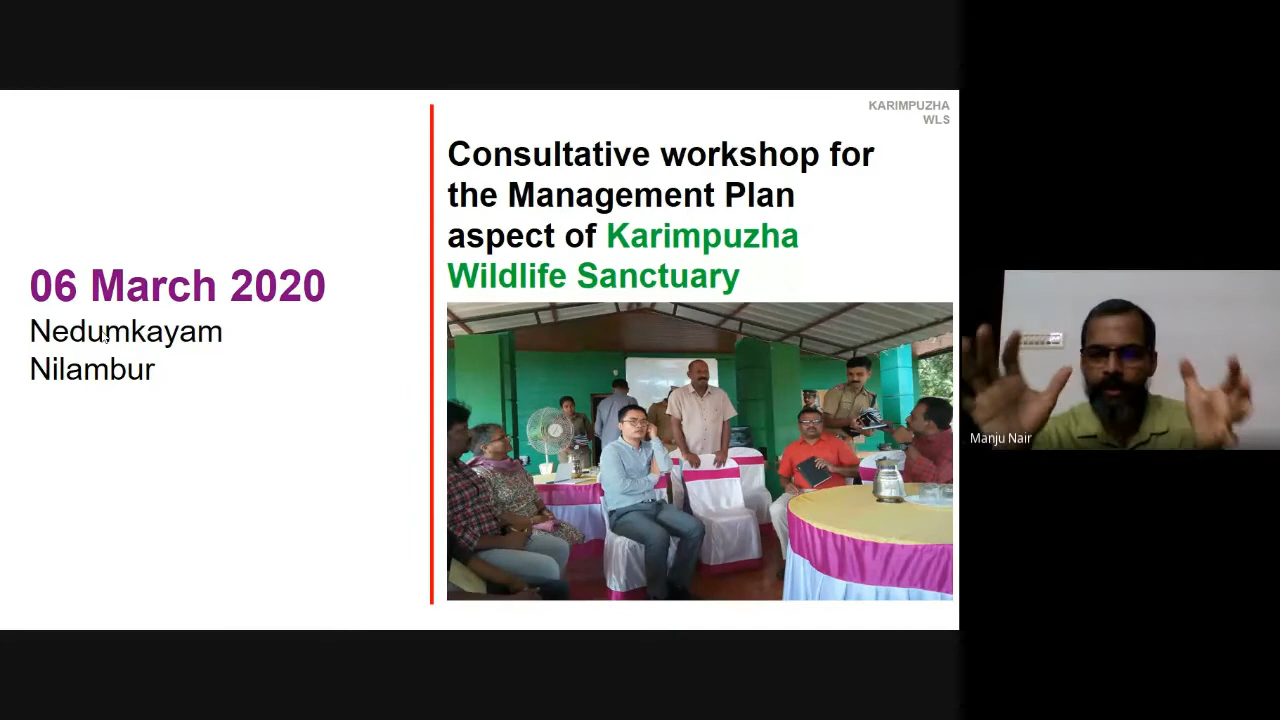 KARIMPUZHA
WLS
Consultative workshop for
the Management Plan
aspect of Karimpuzha
Wildlife Sanctuary
06 March 2020
Nedumkayam
Nilambur
Manju Nair